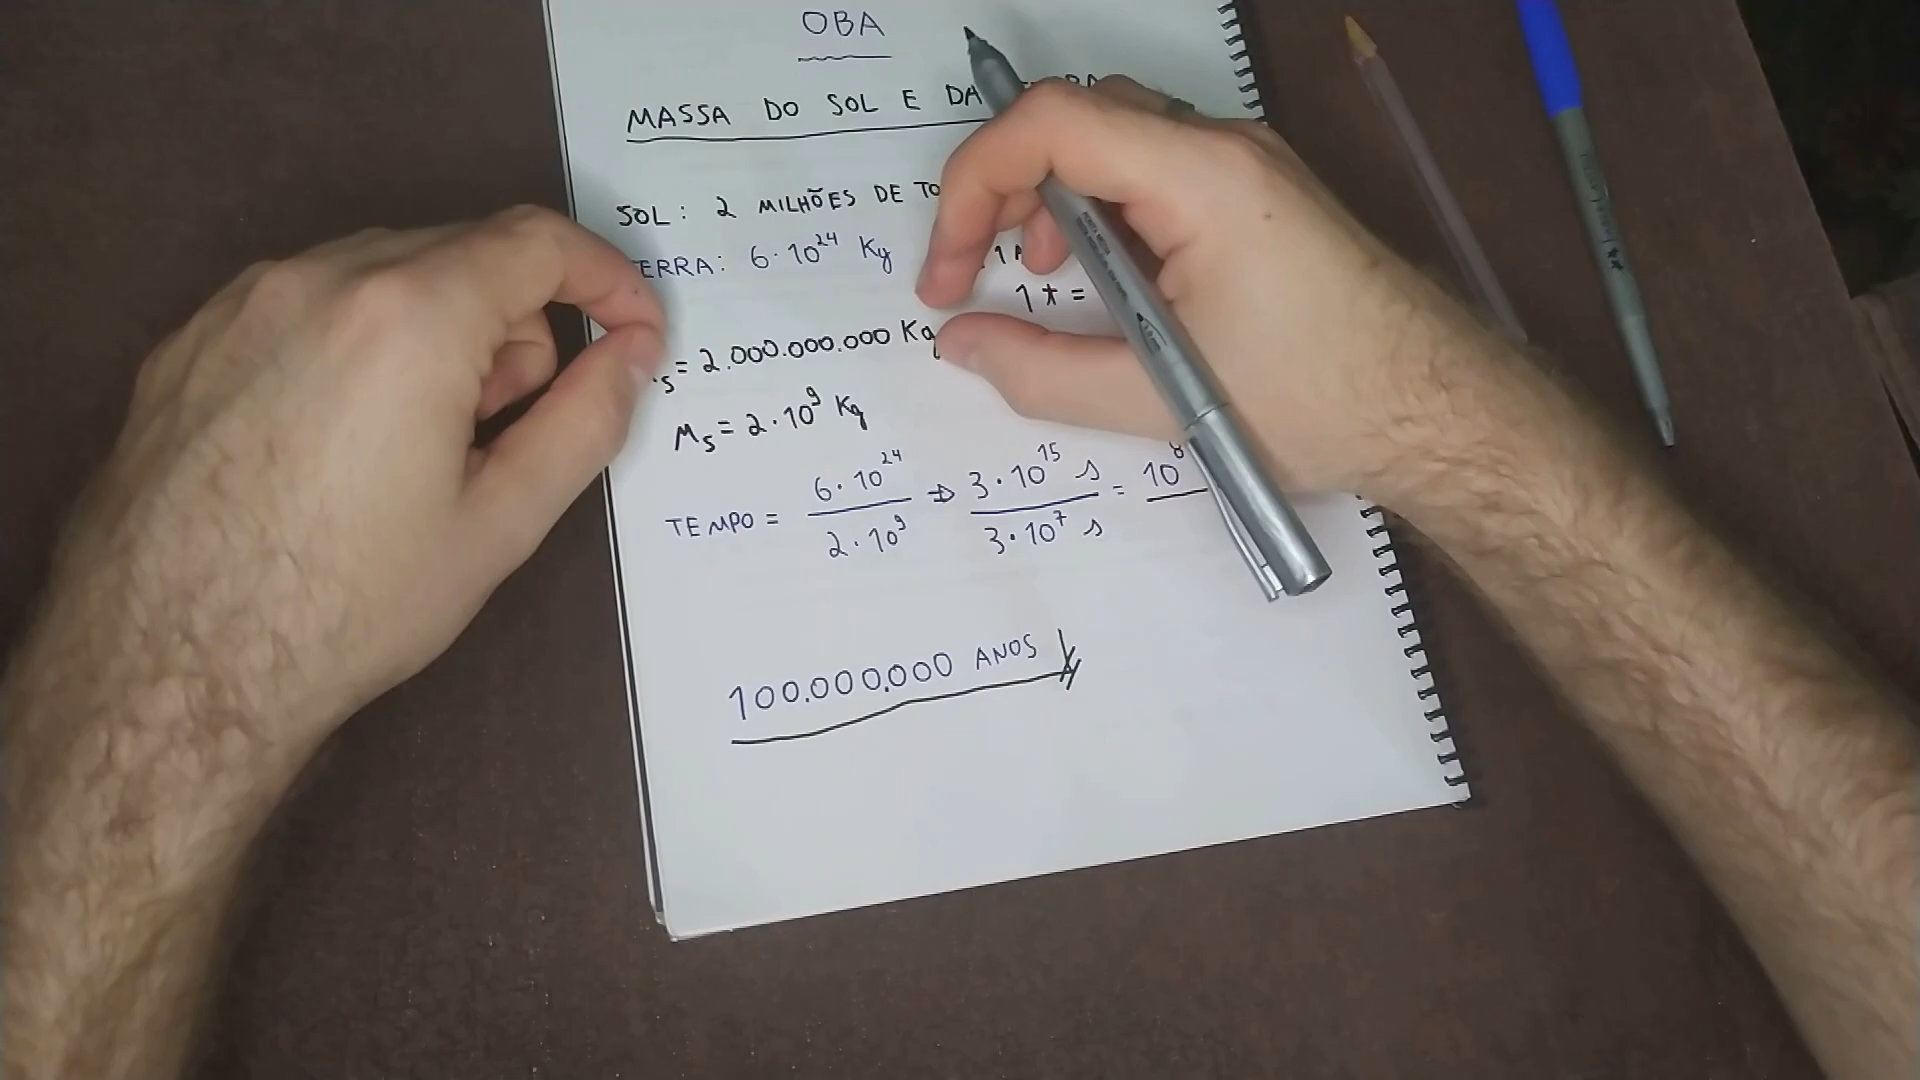 OBA
MASSA DO SOL E DA
SOL: 2 MILHÕES DE TO
ERRA: 6·10²⁴ Kg
1 A
1 t =
s = 2.000.000.000 Kg
Ms = 2·10⁹ Kg
TEMPO = 6·10²⁴ / 2·10⁹ ⇒ 3·10¹⁵ s / 3·10⁷ s = 10⁸
100.000.000 ANOS